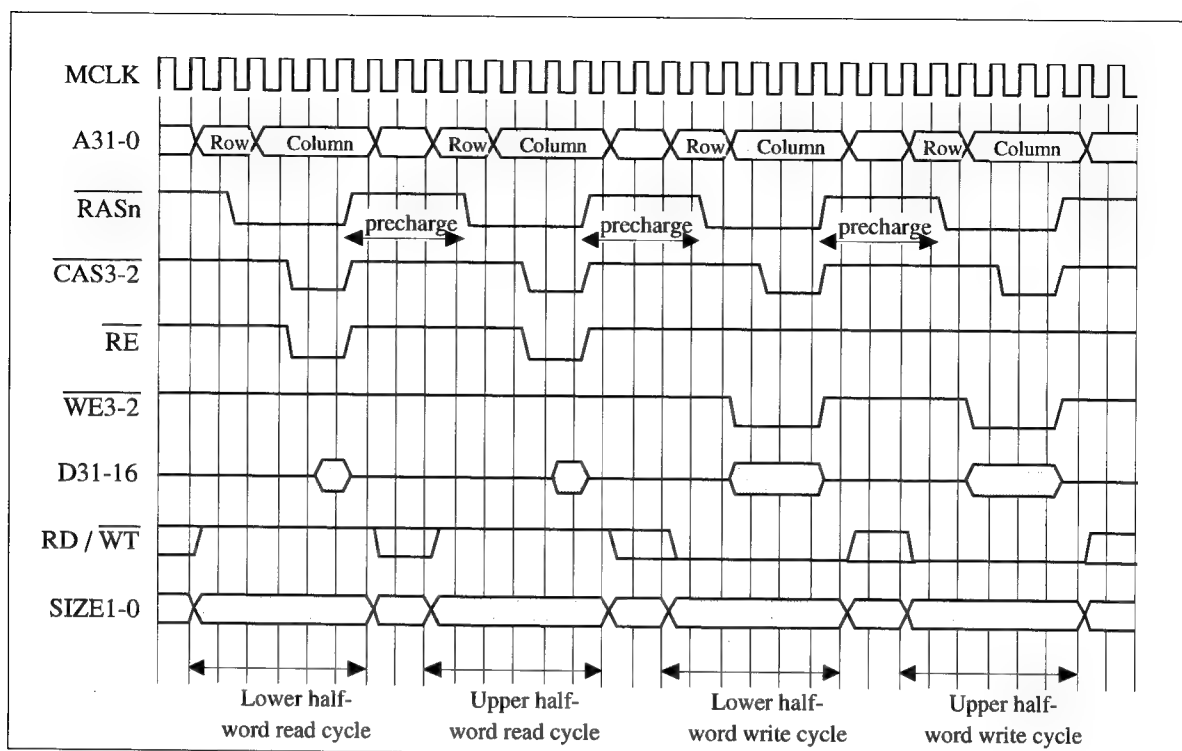 MCLK
A31-0 Row Column Row Column Row Column Row Column
RASn
precharge precharge precharge
CAS3-2
RE
WE3-2
D31-16
RD / WT
SIZE1-0
Lower half- Upper half- Lower half- Upper half-
word read cycle word read cycle word write cycle word write cycle